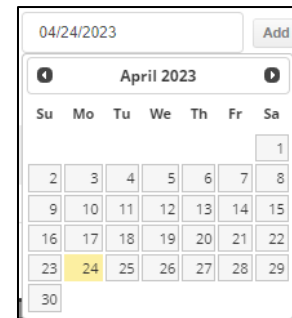 04/24/2023 Add
April 2023
Su Mo Tu We Th Fr Sa
1
2 3 4 5 6 7 8
9 10 11 12 13 14 15
16 17 18 19 20 21 22
23 24 25 26 27 28 29
30